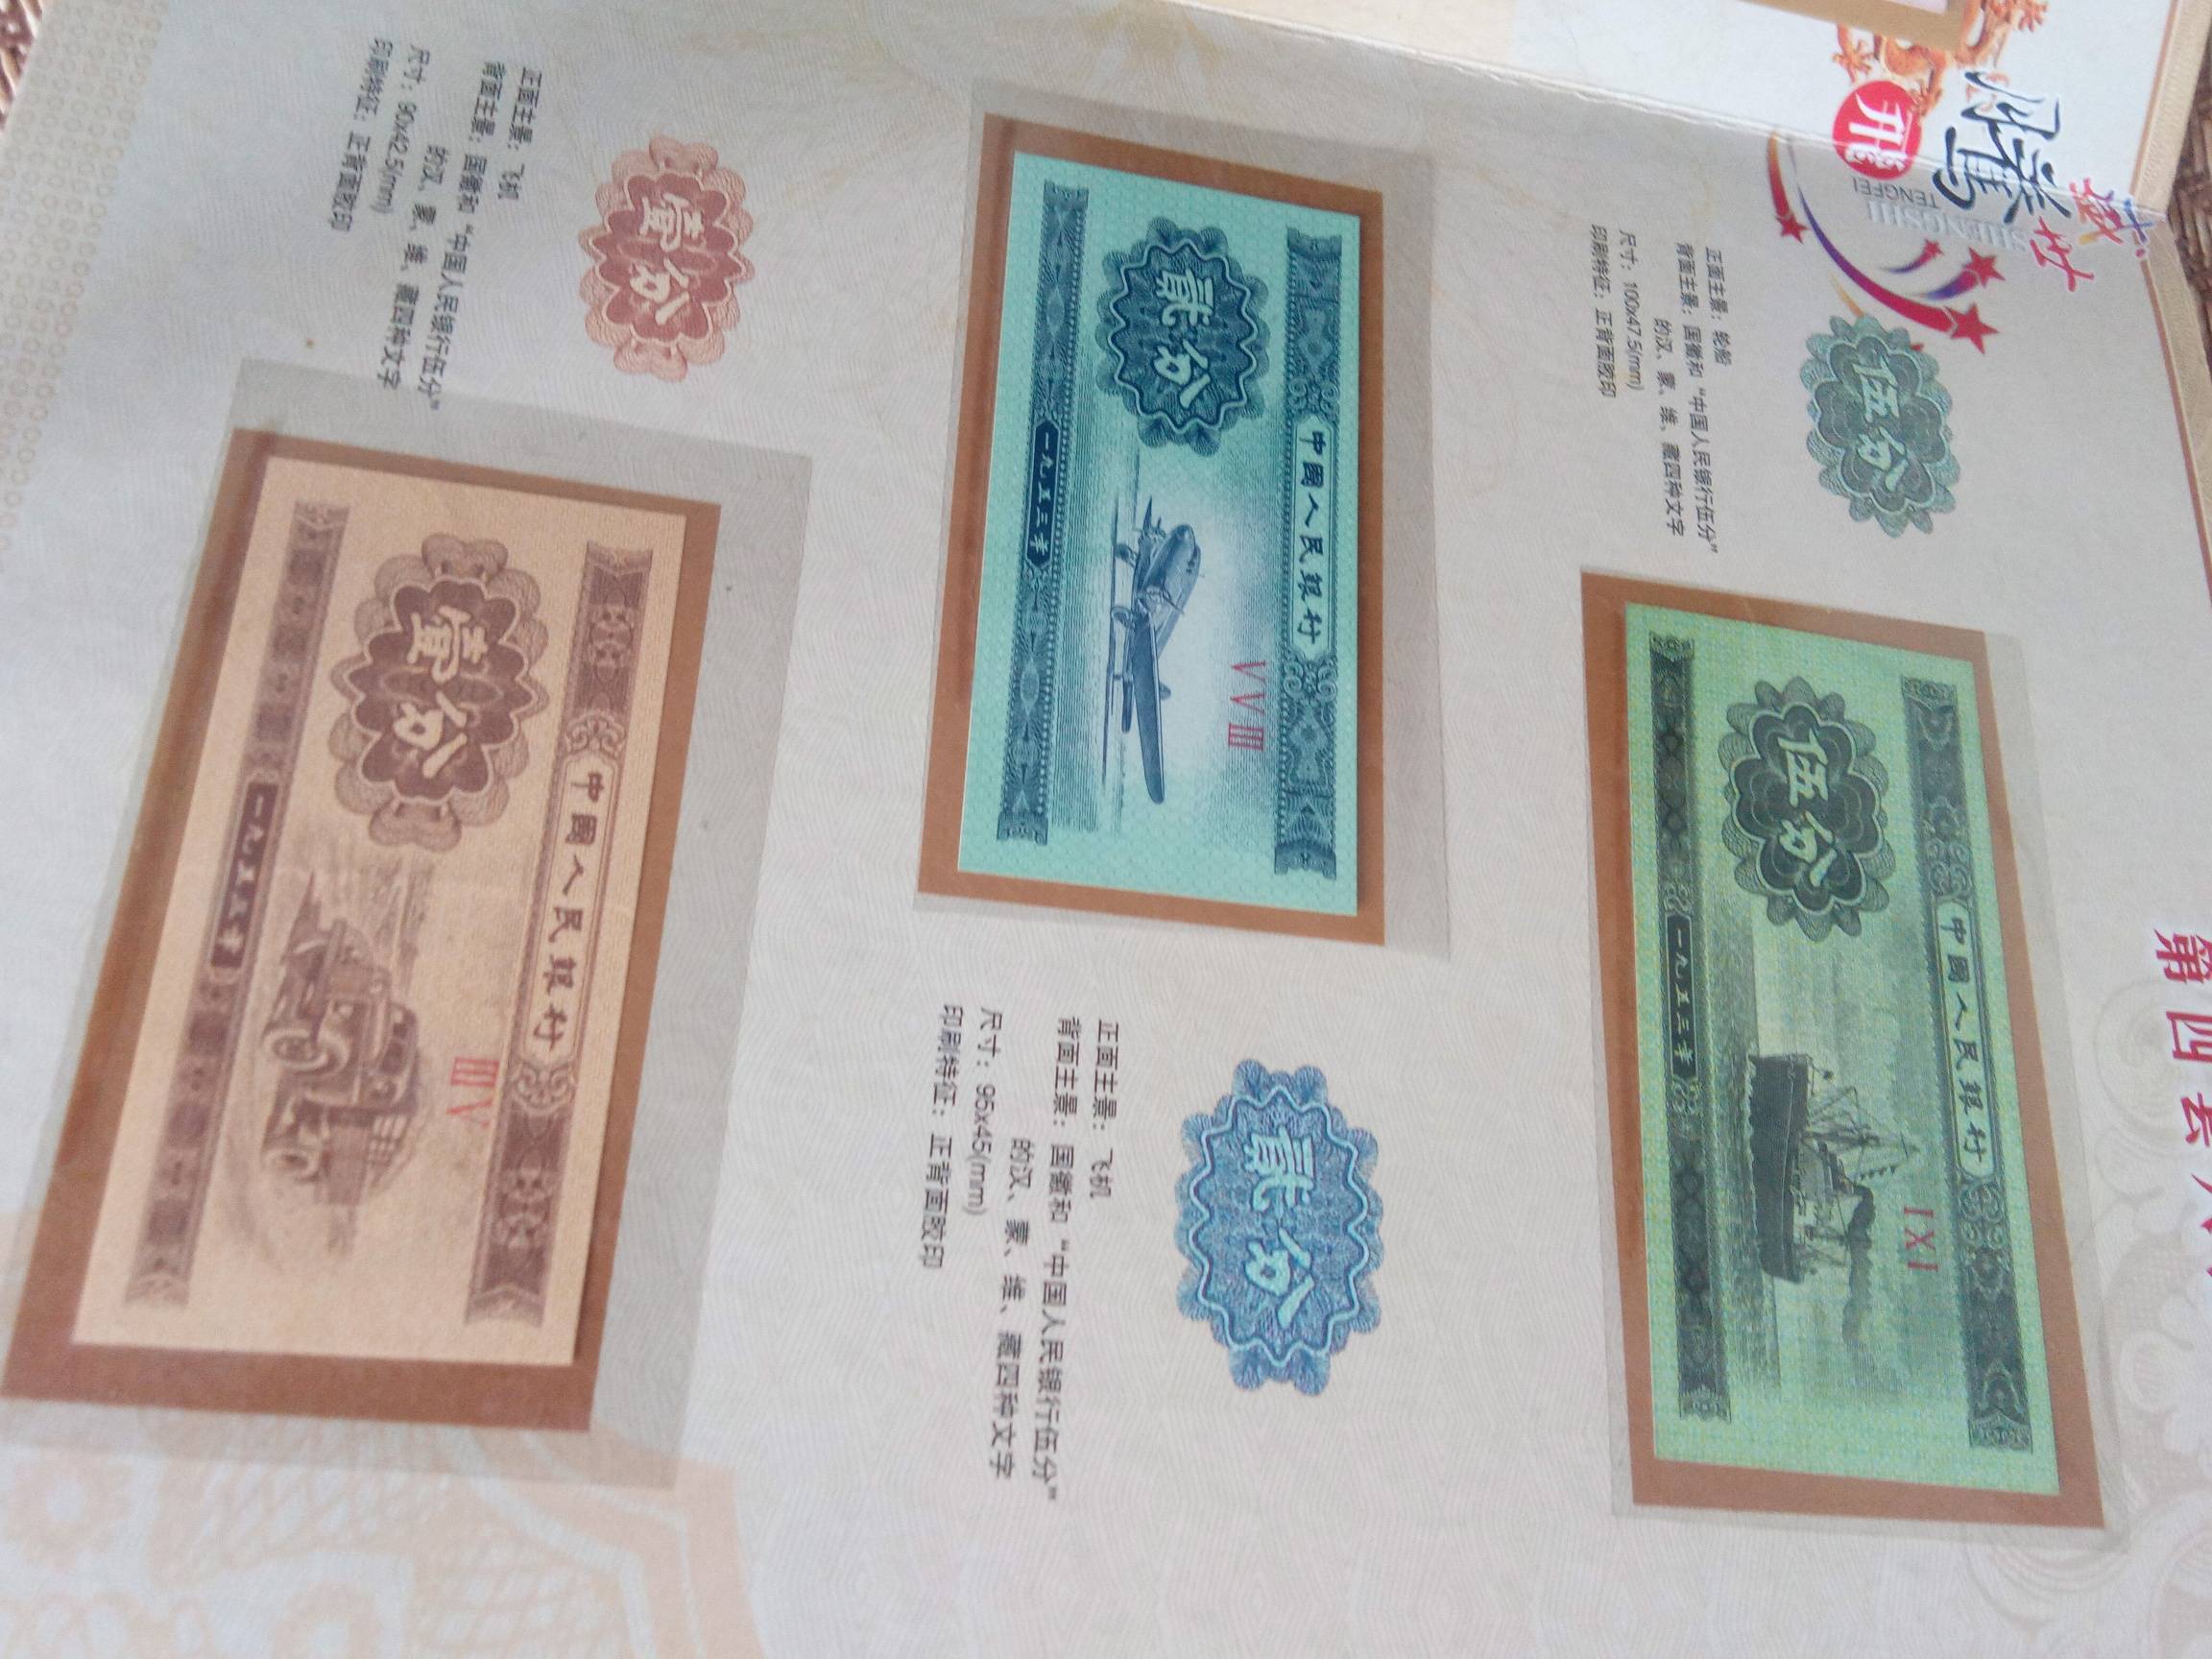 盛世
腾飞
SHENGSHI
TENGFEI
第四套人
伍分
正面主景：轮船
背面主景：国徽和“中国人民银行伍分”
的汉、蒙、维、藏四种文字
尺寸：100x47.5(mm)
印刷特征：正背面胶印
中國人民銀行
伍分
IXI
一九五三年
中國人民銀行
貳分
VVIII
一九五三年
貳分
正面主景：飞机
背面主景：国徽和“中国人民银行伍分”
的汉、蒙、维、藏四种文字
尺寸：95x45(mm)
印刷特征：正背面胶印
壹分
正面主景：飞机
背面主景：国徽和“中国人民银行伍分”
的汉、蒙、维、藏四种文字
尺寸：90x42.5(mm)
印刷特征：正背面胶印
中國人民銀行
壹分
IIIV
一九五三年